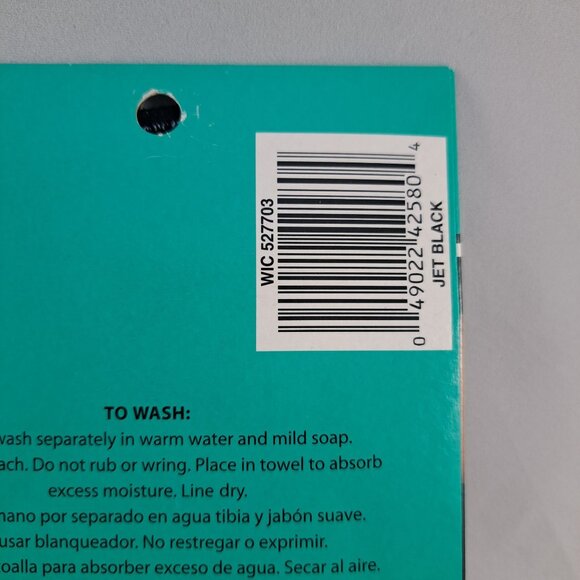 WIC 527703
0 49022 42580 4
JET BLACK
TO WASH:
wash separately in warm water and mild soap.
ach. Do not rub or wring. Place in towel to absorb
excess moisture. Line dry.
mano por separado en agua tibia y jabón suave.
usar blanqueador. No restregar o exprimir.
oalla para absorber exceso de agua. Secar al aire.